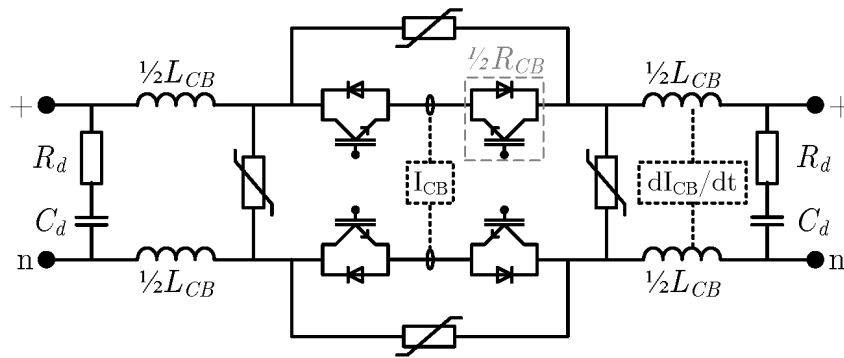 ½R_CB
½L_CB
½L_CB
+
+
R_d
I_CB
dI_CB/dt
R_d
C_d
C_d
n
n
½L_CB
½L_CB